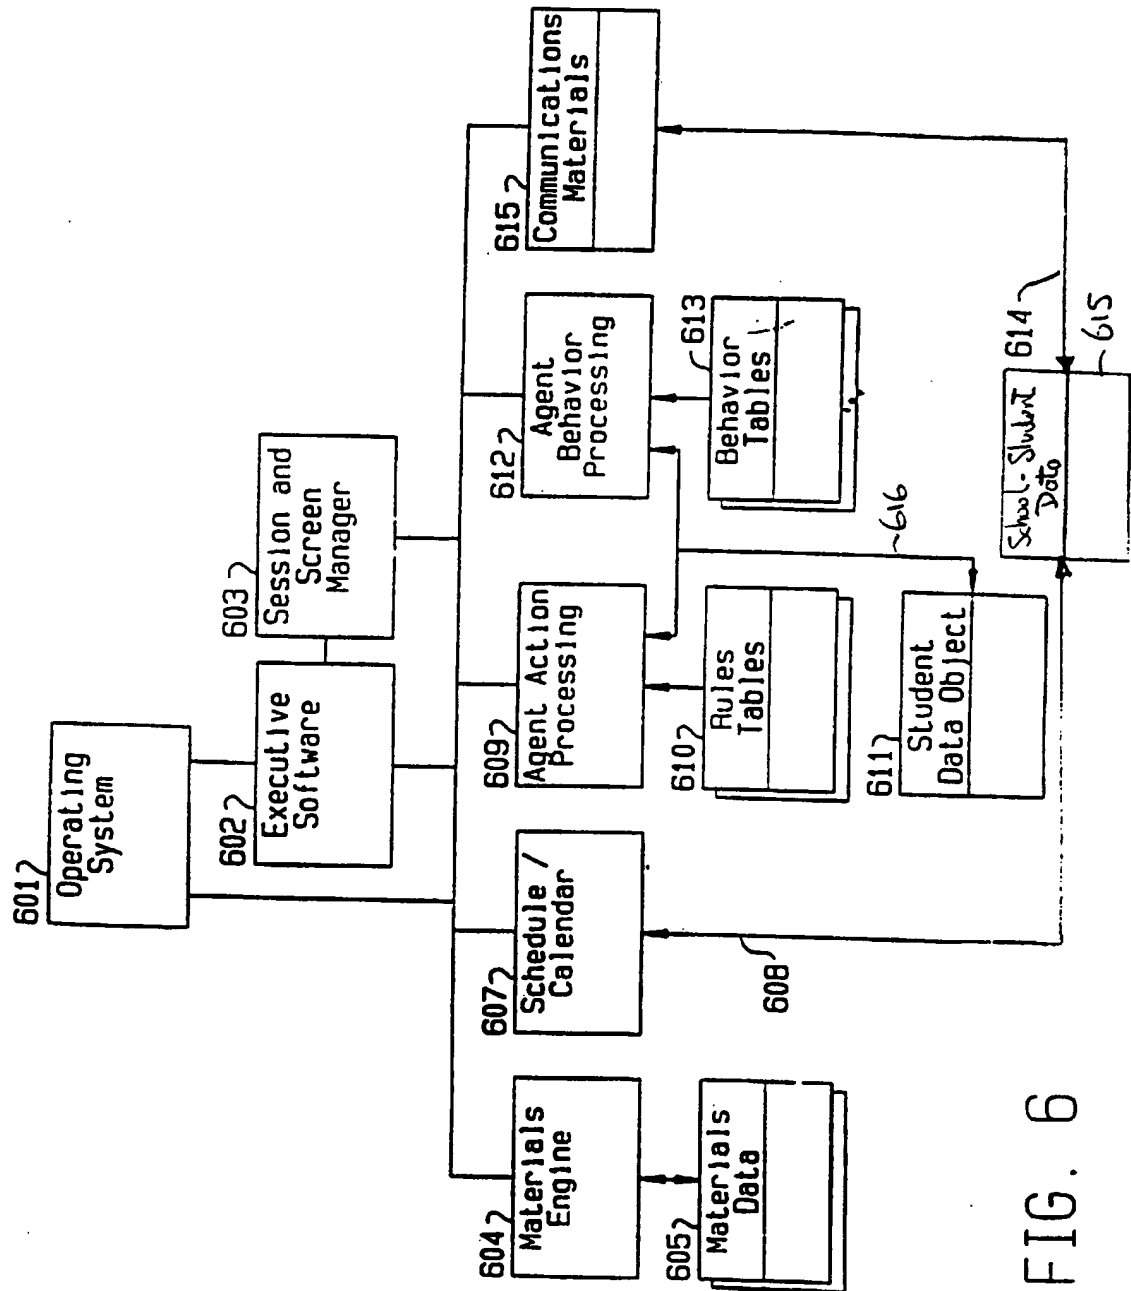 601
Operating
System
602
Executive
Software
603
Session and
Screen
Manager
604
Materials
Engine
605
Materials
Data
607
Schedule /
Calendar
608
609
Agent Action
Processing
610
Rules
Tables
611
Student
Data Object
612
Agent
Behavior
Processing
613
Behavior
Tables
616
615
Communications
Materials
614
School-Student
Data
615
FIG. 6